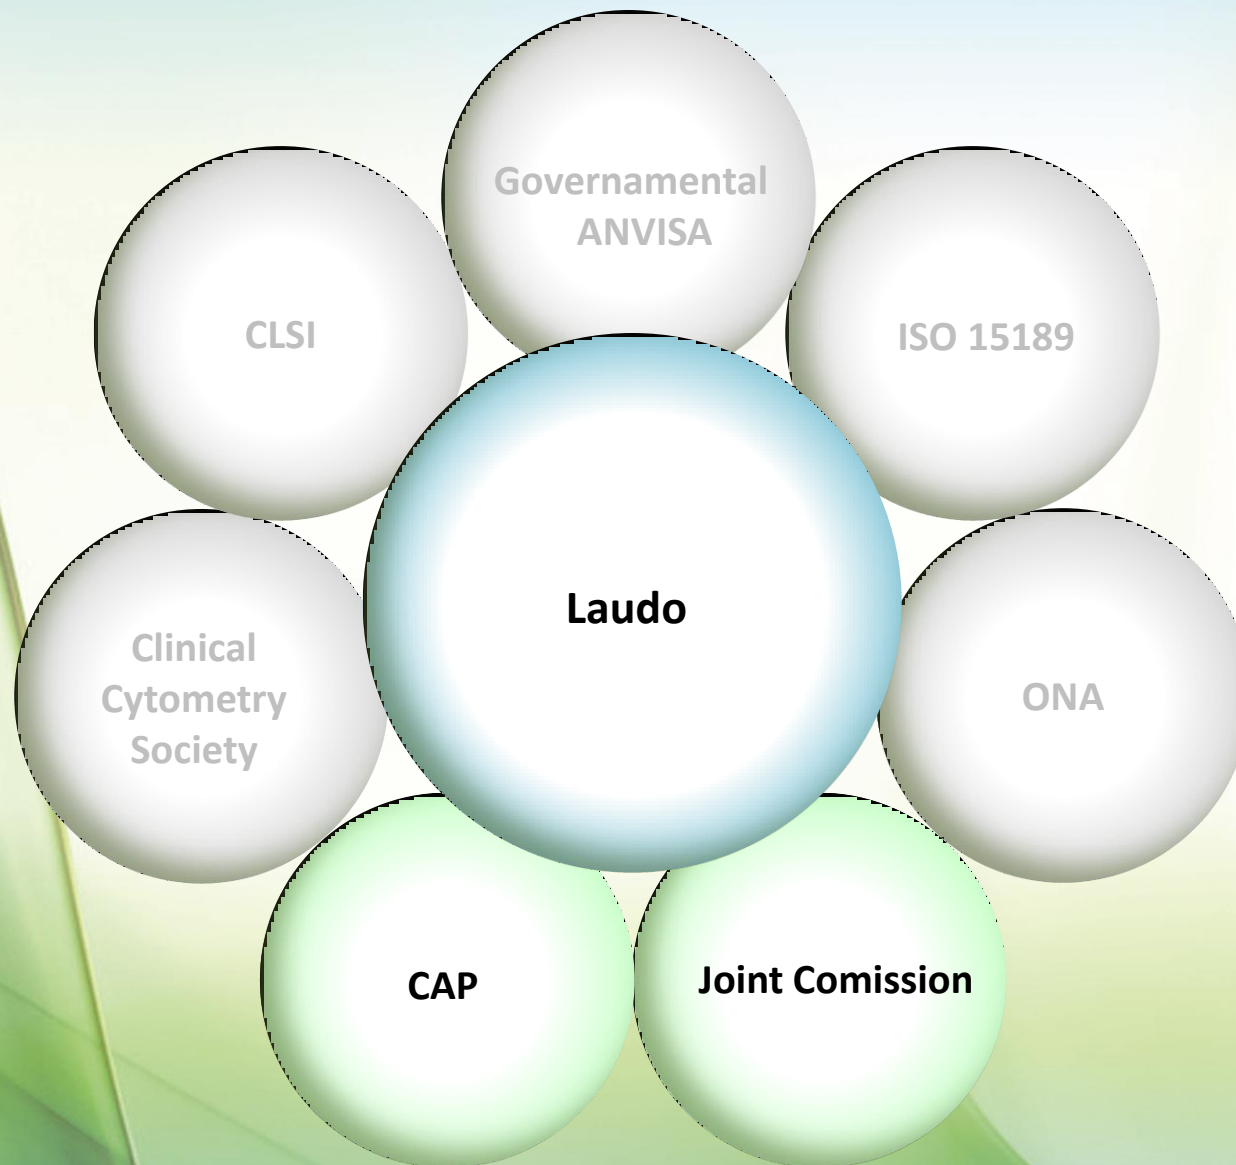 Governamental
ANVISA
CLSI
ISO 15189
Laudo
Clinical
Cytometry
Society
ONA
CAP
Joint Comission